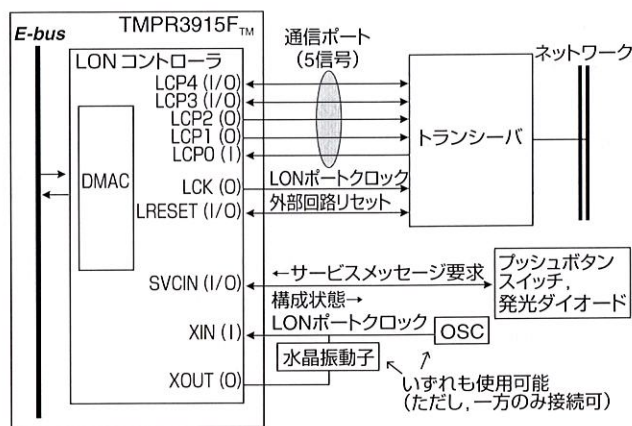 TMPR3915F™
E-bus
LON コントローラ
DMAC
LCP4 (I/O)
LCP3 (I/O)
LCP2 (O)
LCP1 (O)
LCP0 (I)
LCK (O)
LRESET (I/O)
SVCIN (I/O)
XIN (I)
XOUT (O)
通信ポート
(5信号)
LONポートクロック
外部回路リセット
トランシーバ
ネットワーク
←サービスメッセージ要求
構成状態→
プッシュボタン
スイッチ,
発光ダイオード
LONポートクロック
OSC
水晶振動子
いずれも使用可能
(ただし,一方のみ接続可)